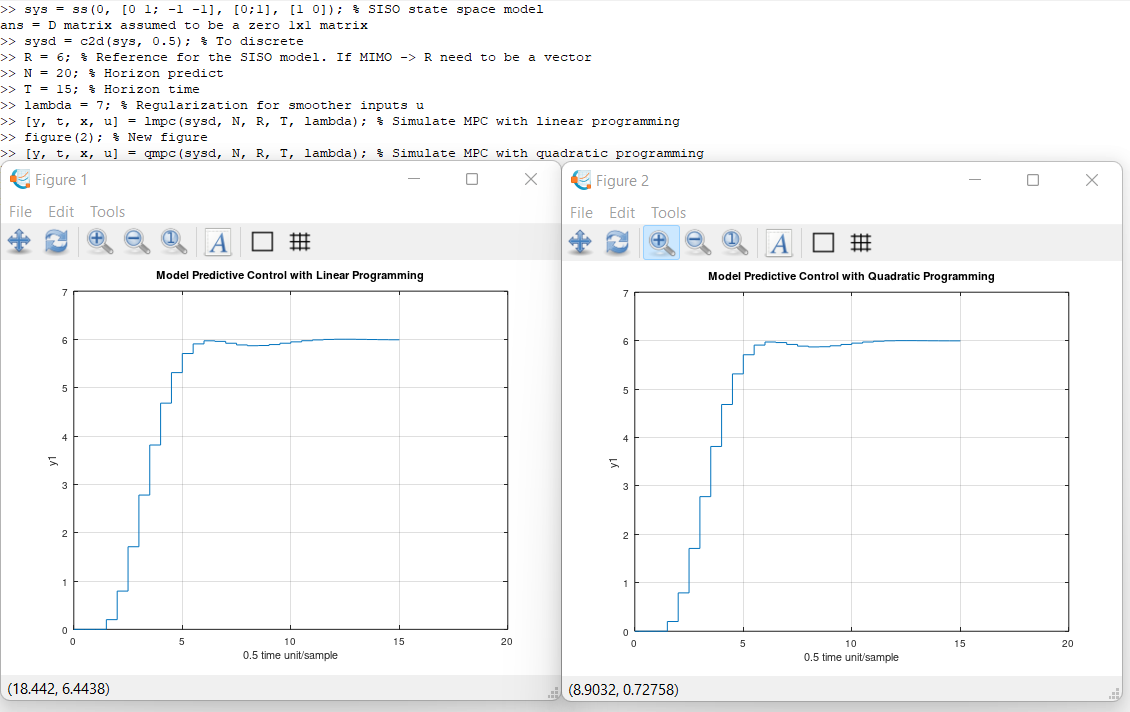 >> sys = ss(0, [0 1; -1 -1], [0;1], [1 0]); % SISO state space model
ans = D matrix assumed to be a zero 1x1 matrix
>> sysd = c2d(sys, 0.5); % To discrete
>> R = 6; % Reference for the SISO model. If MIMO -> R need to be a vector
>> N = 20; % Horizon predict
>> T = 15; % Horizon time
>> lambda = 7; % Regularization for smoother inputs u
>> [y, t, x, u] = lmpc(sysd, N, R, T, lambda); % Simulate MPC with linear programming
>> figure(2); % New figure
>> [y, t, x, u] = qmpc(sysd, N, R, T, lambda); % Simulate MPC with quadratic programming
Figure 1
File Edit Tools
A
Model Predictive Control with Linear Programming
7
6
5
4
3
2
1
0
y1
0 5 10 15 20
0.5 time unit/sample
(18.442, 6.4438)
Figure 2
File Edit Tools
A
Model Predictive Control with Quadratic Programming
7
6
5
4
3
2
1
0
y1
0 5 10 15 20
0.5 time unit/sample
(8.9032, 0.72758)